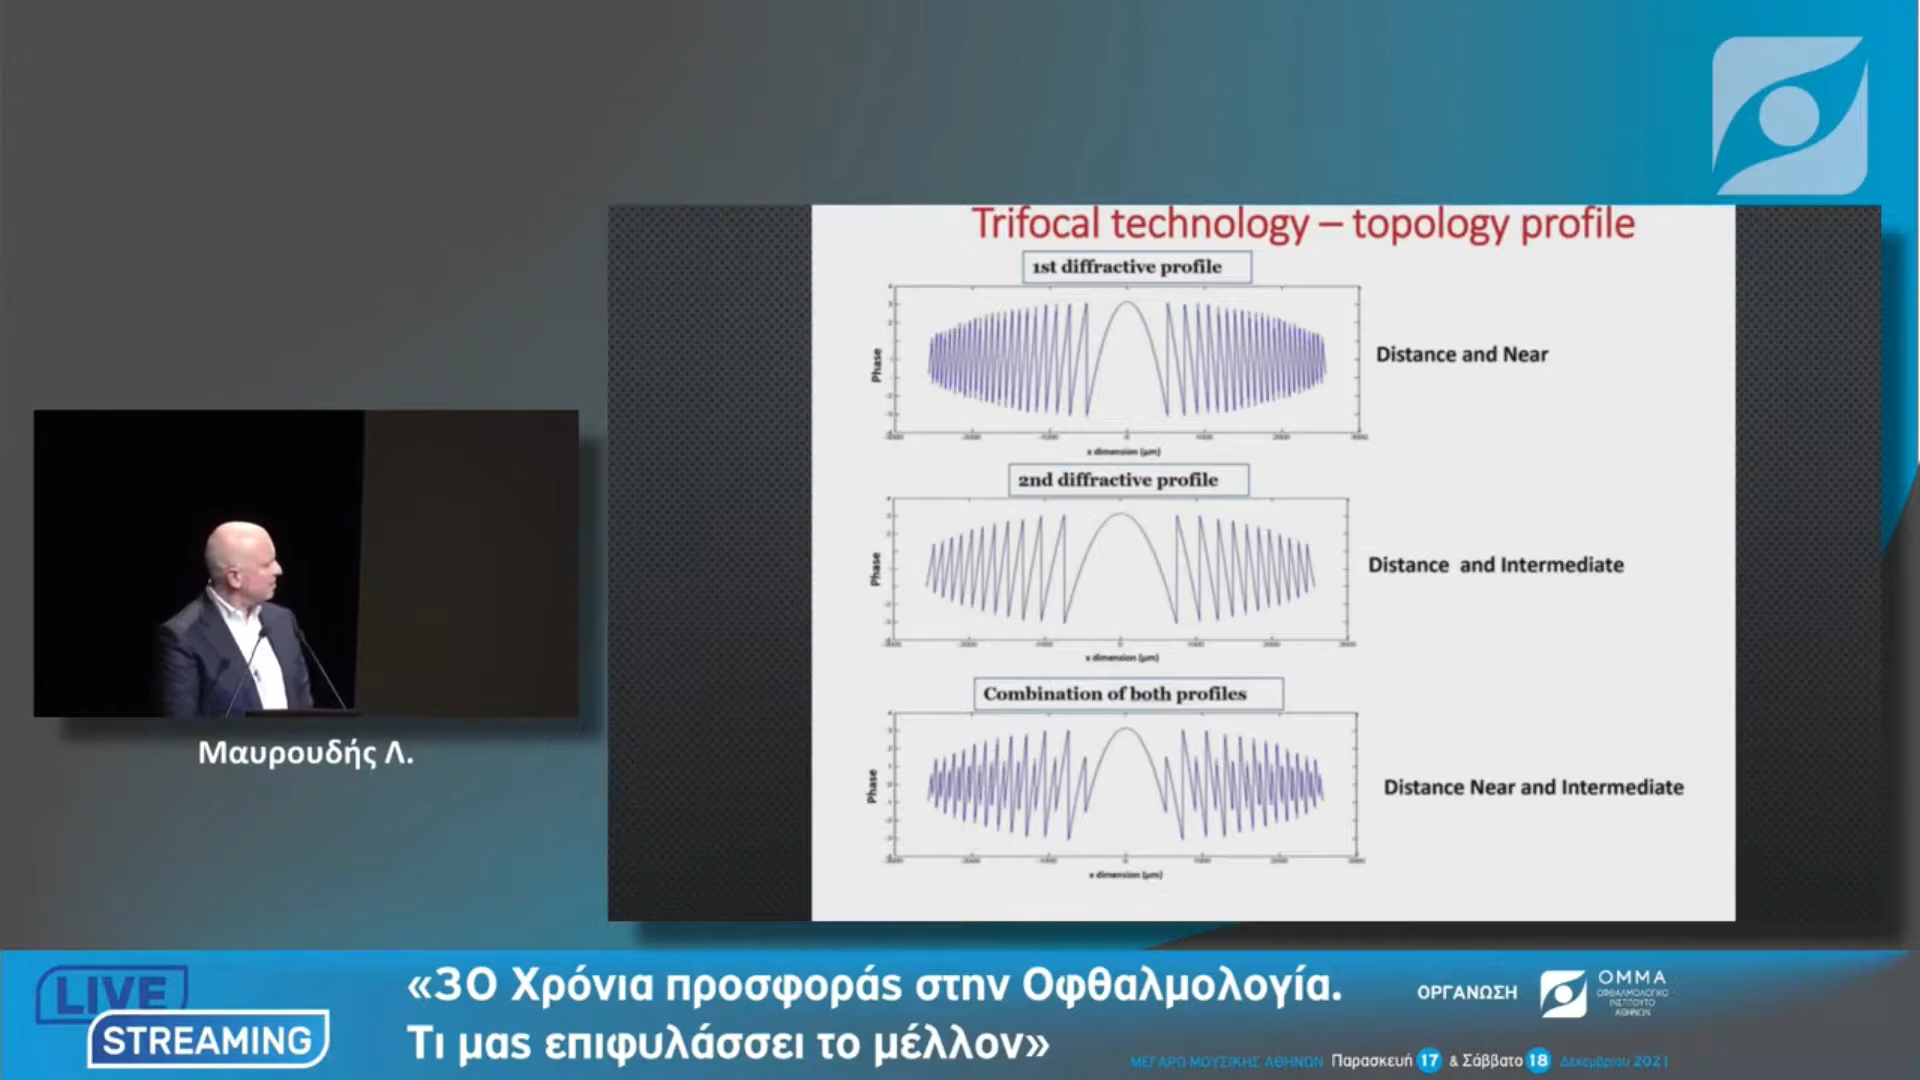 Trifocal technology – topology profile
1st diffractive profile
Phase
x dimension (µm)
Distance and Near
2nd diffractive profile
Phase
x dimension (µm)
Distance and Intermediate
Combination of both profiles
Phase
x dimension (µm)
Distance Near and Intermediate
Μαυρουδής Λ.
LIVE
STREAMING
«30 Χρόνια προσφοράς στην Οφθαλμολογία.
Τι μας επιφυλάσσει το μέλλον»
ΟΡΓΑΝΩΣΗ
ΟΜΜΑ
ΟΦΘΑΛΜΟΛΟΓΙΚΟ
ΙΝΣΤΙΤΟΥΤΟ
ΑΘΗΝΩΝ
ΜΕΓΑΡΟ ΜΟΥΣΙΚΗΣ ΑΘΗΝΩΝ Παρασκευή 17 & Σάββατο 18 Δεκεμβρίου 2021